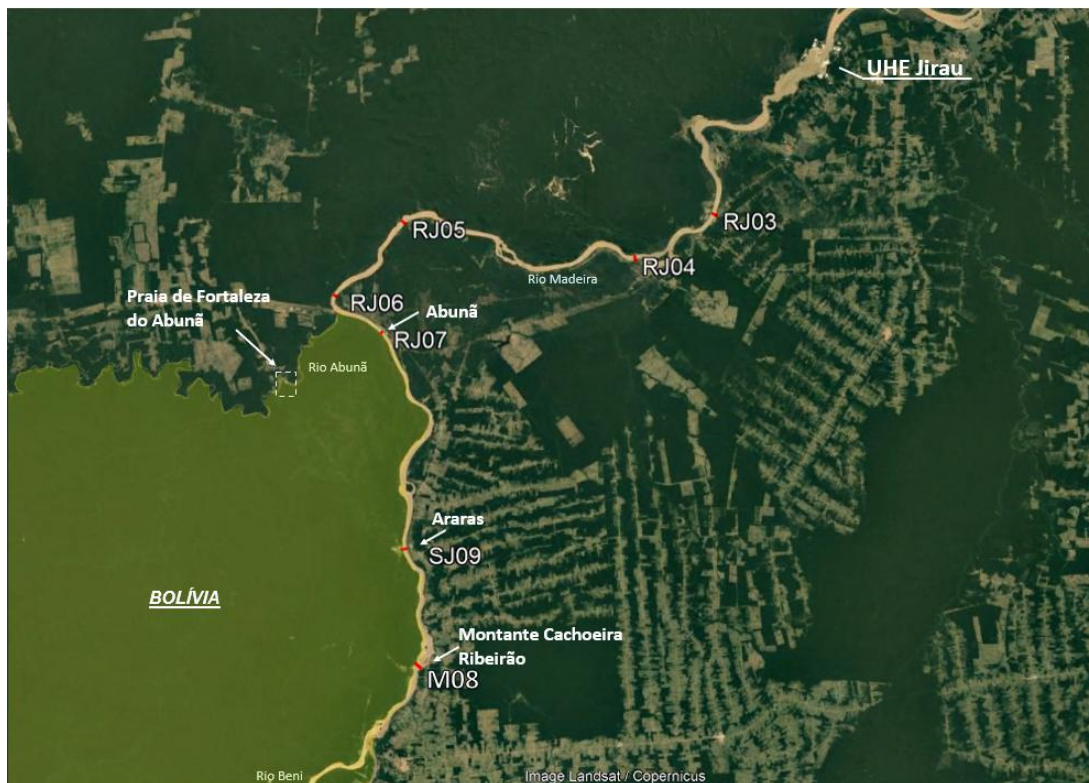 UHE Jirau
RJ03
RJ05
RJ04
Rio Madeira
Praia de Fortaleza
do Abunã
RJ06
Abunã
RJ07
Rio Abunã
Araras
SJ09
BOLÍVIA
Montante Cachoeira
Ribeirão
M08
Rio Beni
Image Landsat / Copernicus